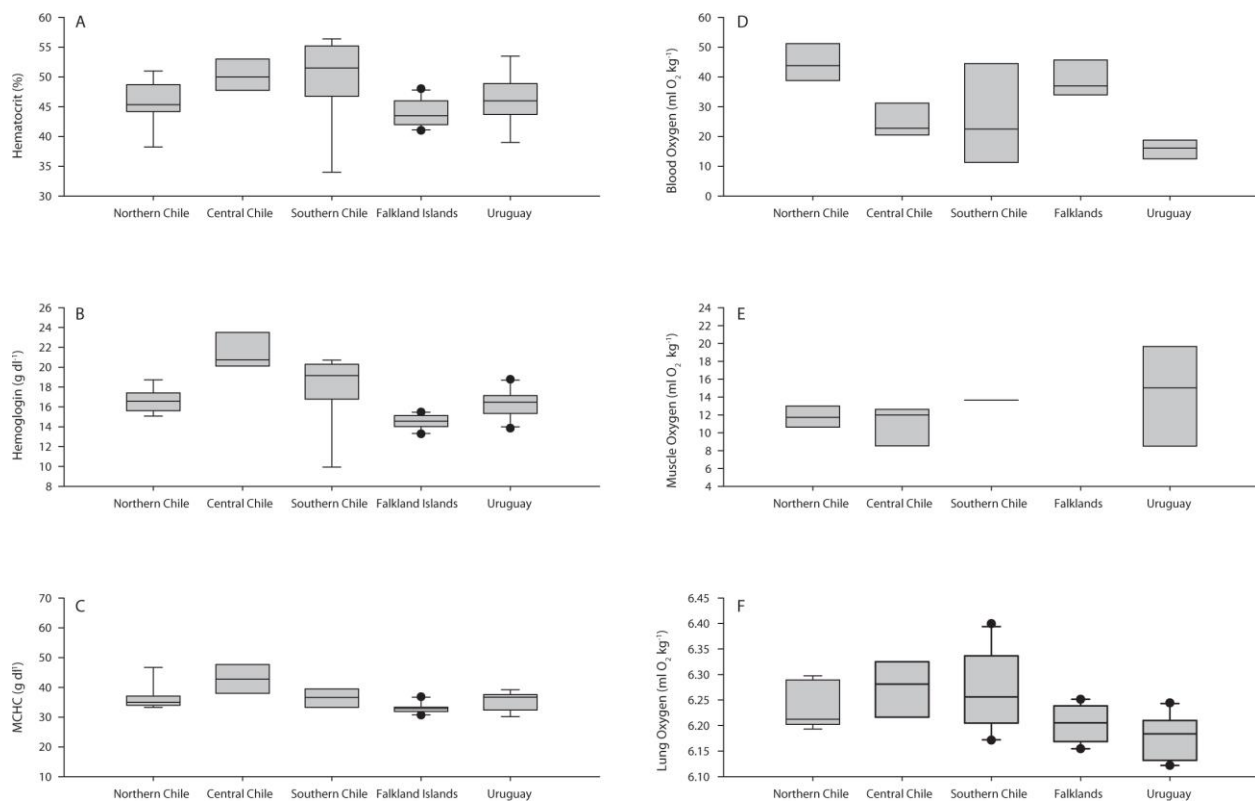 A
Hematocrit (%)
60
55
50
45
40
35
30
Northern Chile Central Chile Southern Chile Falkland Islands Uruguay
B
Hemoglogin (g dl⁻¹)
26
24
22
20
18
16
14
12
10
8
Northern Chile Central Chile Southern Chile Falkland Islands Uruguay
C
MCHC (g dl¹)
70
60
50
40
30
20
10
Northern Chile Central Chile Southern Chile Falkland Islands Uruguay
D
Blood Oxygen (ml O₂ kg⁻¹)
60
50
40
30
20
10
0
Northern Chile Central Chile Southern Chile Falklands Uruguay
E
Muscle Oxygen (ml O₂ kg⁻¹)
24
22
20
18
16
14
12
10
8
6
4
Northern Chile Central Chile Southern Chile Falklands Uruguay
F
Lung Oxygen (ml O₂ kg⁻¹)
6.45
6.40
6.30
6.25
6.20
6.15
6.10
Northern Chile Central Chile Southern Chile Falklands Uruguay